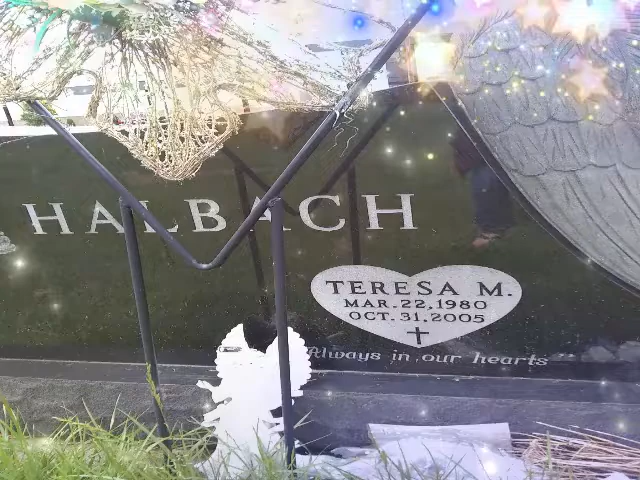 HALBACH
TERESA M.
MAR. 22, 1980
OCT. 31. 2005
Always in our hearts